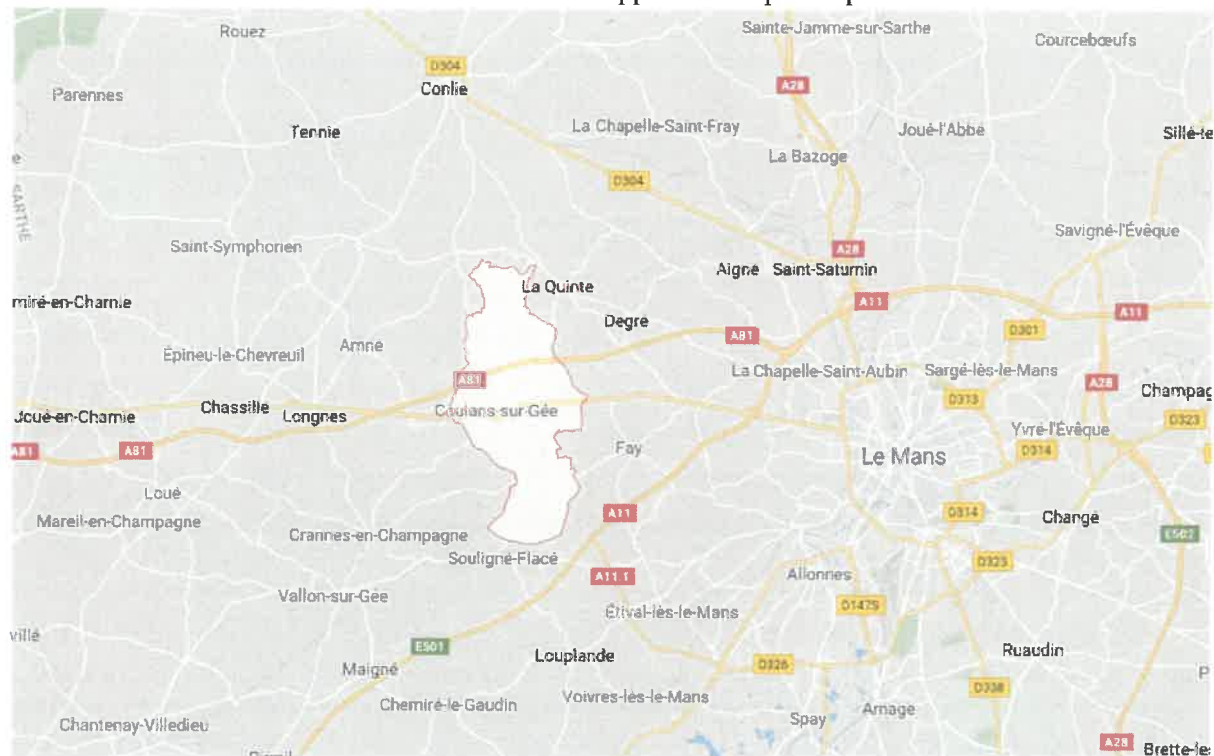 Rouez
Sainte-Jamme-sur-Sarthe
Courcebœufs
D304
Conlie
A28
Parennes
Tennie
La Chapelle-Saint-Fray
Joué-l'Abbé
Sillé-le
La Bazoge
D304
SARTHE
Saint-Symphorien
Savigné-l'Évêque
A28
Aigné
Saint-Saturnin
La Quinte
miré-en-Charnie
A11
A11
Degré
D301
A81
Amné
Épineu-le-Chevreuil
La Chapelle-Saint-Aubin
Sargé-lès-le-Mans
A81
A28
Champag
D313
Chassillé
Longnes
Coulans-sur-Gée
Joué-en-Charnie
D323
Yvré-l'Évêque
Fay
A81
A81
Le Mans
D314
Loué
A11
D314
Changé
Mareil-en-Champagne
Crannes-en-Champagne
E502
Souligné-Flacé
D323
A11.1
Allonnes
Vallon-sur-Gée
Étival-lès-le-Mans
D147S
ville
E501
Louplande
Ruaudin
D326
Maigné
P
Chemiré-le-Gaudin
Voivres-lès-le-Mans
D338
Arnage
Spay
Chantenay-Villedieu
A28
Brette-les